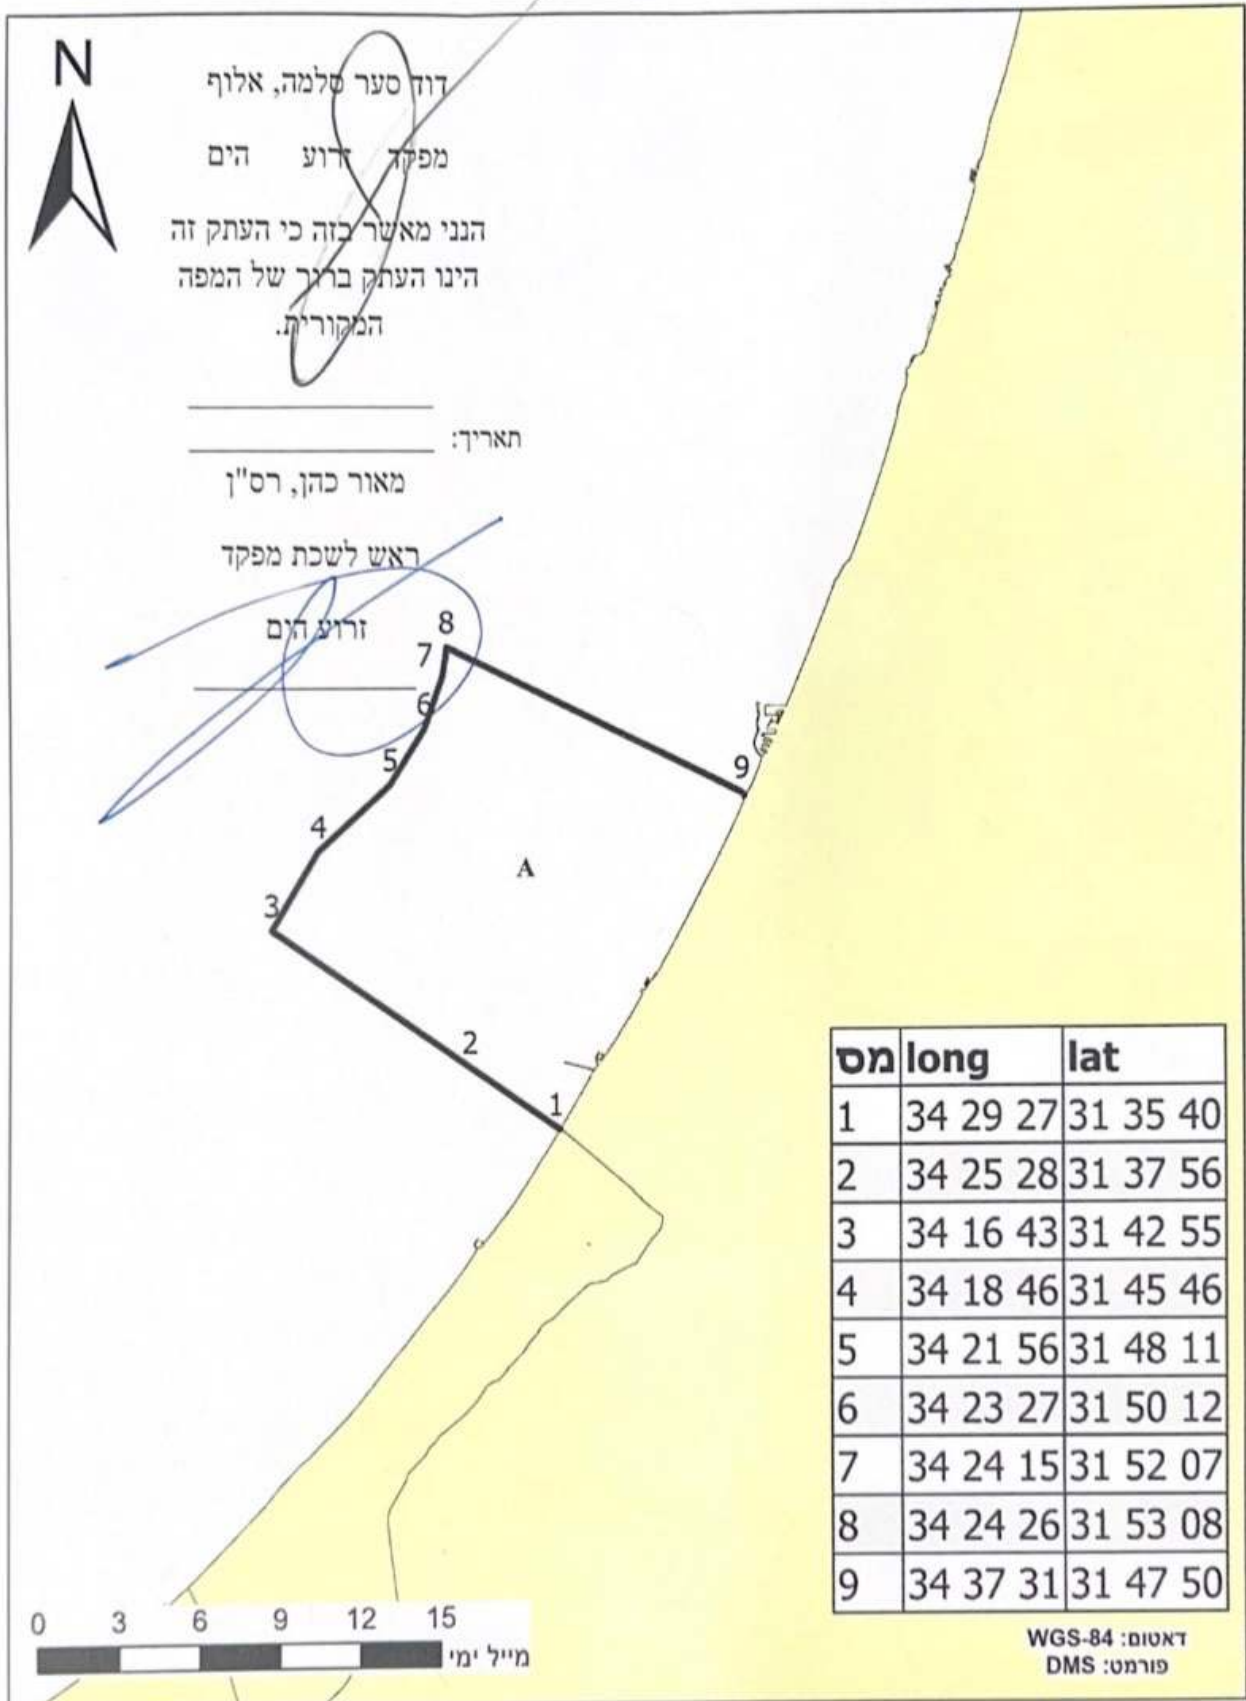 N
דוד סער סלמה, אלוף
מפקד זרוע הים
הנני מאשר בזה כי העתק זה
הינו העתק ברור של המפה
המקורית.
תאריך:
מאור כהן, רס"ן
ראש לשכת מפקד
זרוע הים
8
7
6
5
9
4
A
3
2
1
מס long lat
1 34 29 27 31 35 40
2 34 25 28 31 37 56
3 34 16 43 31 42 55
4 34 18 46 31 45 46
5 34 21 56 31 48 11
6 34 23 27 31 50 12
7 34 24 15 31 52 07
8 34 24 26 31 53 08
9 34 37 31 31 47 50
0 3 6 9 12 15
מייל ימי
דאטום: WGS-84
פורמט: DMS